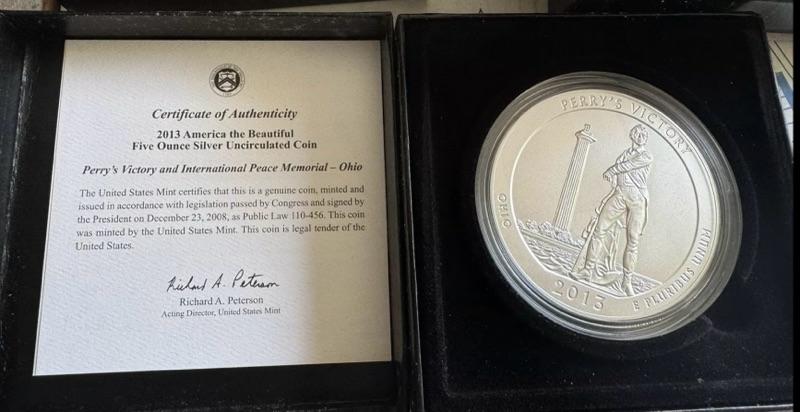 Certificate of Authenticity
2013 America the Beautiful
Five Ounce Silver Uncirculated Coin
Perry's Victory and International Peace Memorial – Ohio
The United States Mint certifies that this is a genuine coin, minted and
issued in accordance with legislation passed by Congress and signed by
the President on December 23, 2008, as Public Law 110-456. This coin
was minted by the United States Mint. This coin is legal tender of the
United States.
Richard A. Peterson
Richard A. Peterson
Acting Director, United States Mint
PERRY'S VICTORY
OHIO
2013
E PLURIBUS UNUM